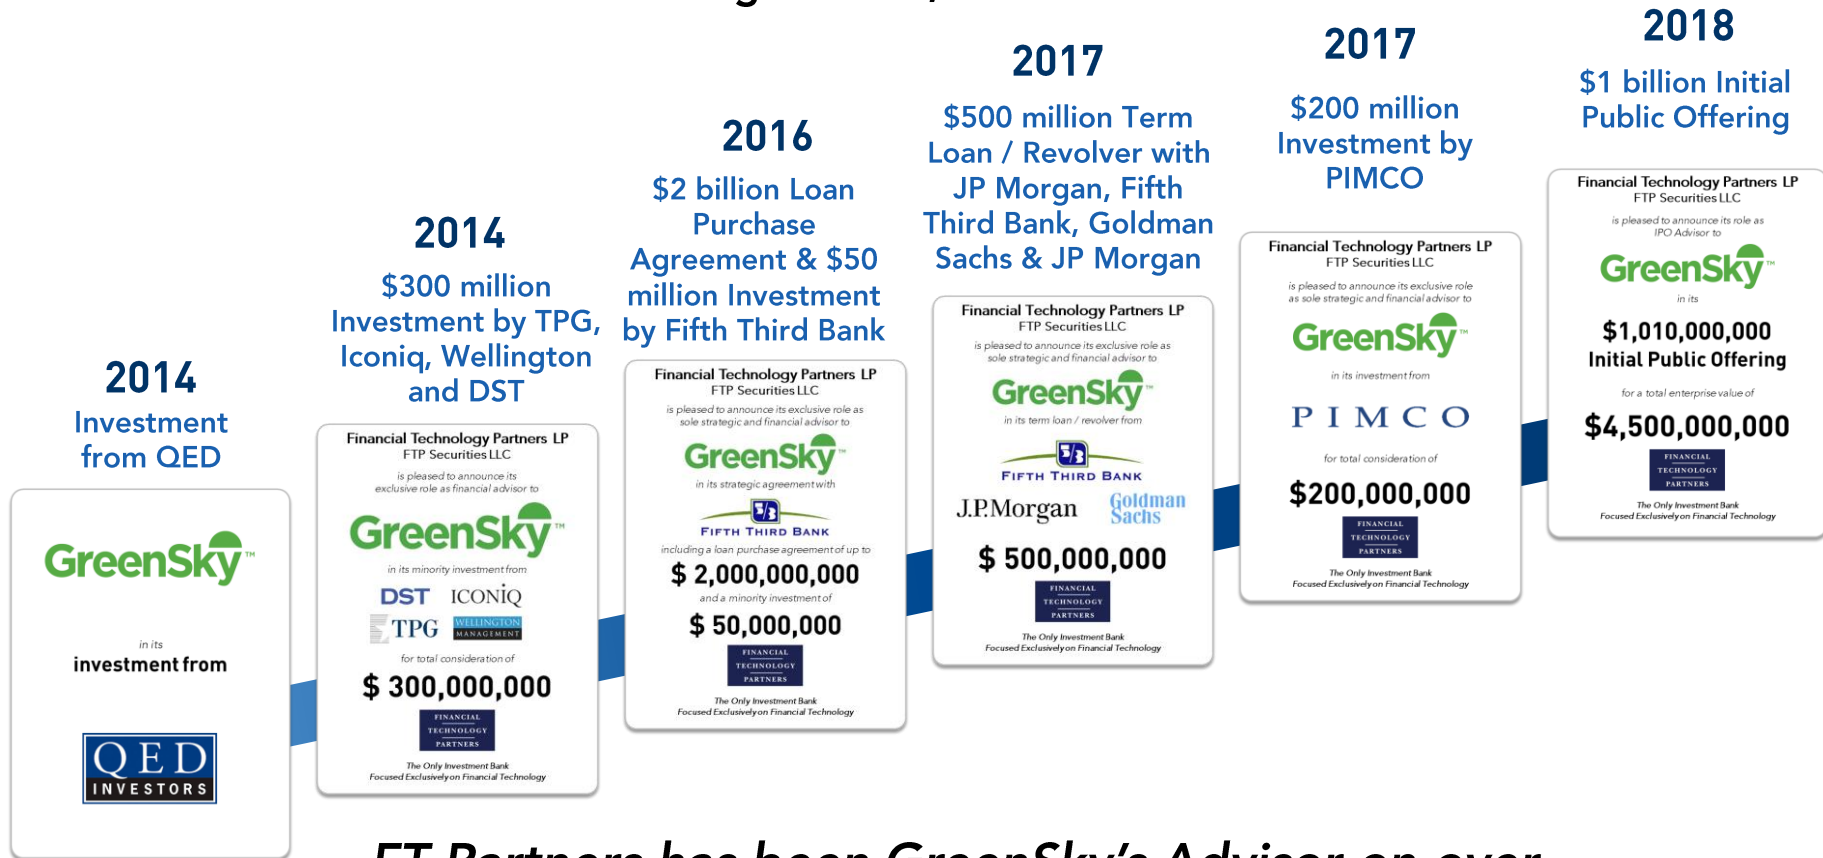 2014
Investment
from QED
GreenSky™
in its
investment from
QED
INVESTORS
2014
$300 million
Investment by TPG,
Iconiq, Wellington
and DST
Financial Technology Partners LP
FTP Securities LLC
is pleased to announce its
exclusive role as financial advisor to
GreenSky™
in its minority investment from
DST ICONIQ
TPG WELLINGTON
MANAGEMENT
for total consideration of
$ 300,000,000
FINANCIAL
TECHNOLOGY
PARTNERS
The Only Investment Bank
Focused Exclusively on Financial Technology
2016
$2 billion Loan
Purchase
Agreement & $50
million Investment
by Fifth Third Bank
Financial Technology Partners LP
FTP Securities LLC
is pleased to announce its exclusive role as
sole strategic and financial advisor to
GreenSky™
in its strategic agreement with
FIFTH THIRD BANK
including a loan purchase agreement of up to
$ 2,000,000,000
and a minority investment of
$ 50,000,000
FINANCIAL
TECHNOLOGY
PARTNERS
The Only Investment Bank
Focused Exclusively on Financial Technology
2017
$500 million Term
Loan / Revolver with
JP Morgan, Fifth
Third Bank, Goldman
Sachs & JP Morgan
Financial Technology Partners LP
FTP Securities LLC
is pleased to announce its exclusive role as
sole strategic and financial advisor to
GreenSky™
in its term loan / revolver from
5/3
FIFTH THIRD BANK
J.P.Morgan Goldman
Sachs
$ 500,000,000
FINANCIAL
TECHNOLOGY
PARTNERS
The Only Investment Bank
Focused Exclusively on Financial Technology
2017
$200 million
Investment by
PIMCO
Financial Technology Partners LP
FTP Securities LLC
is pleased to announce its exclusive role
as sole strategic and financial advisor to
GreenSky™
in its investment from
PIMCO
for total consideration of
$200,000,000
FINANCIAL
TECHNOLOGY
PARTNERS
The Only Investment Bank
Focused Exclusively on Financial Technology
2018
$1 billion Initial
Public Offering
Financial Technology Partners LP
FTP Securities LLC
is pleased to announce its role as
IPO Advisor to
GreenSky™
in its
$1,010,000,000
Initial Public Offering
for a total enterprise value of
$4,500,000,000
FINANCIAL
TECHNOLOGY
PARTNERS
The Only Investment Bank
Focused Exclusively on Financial Technology
FT Partners has been GreenSky's Advisor on over